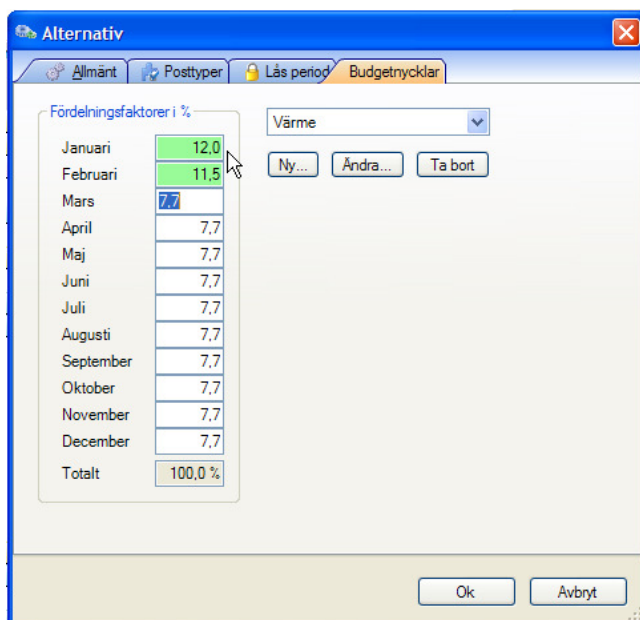 Alternativ
Allmänt Posttyper Lås period Budgetnycklar
Fördelningsfaktorer i %
Värme
Januari 12,0
Ny... Ändra... Ta bort
Februari 11,5
Mars 7,7
April 7,7
Maj 7,7
Juni 7,7
Juli 7,7
Augusti 7,7
September 7,7
Oktober 7,7
November 7,7
December 7,7
Totalt 100,0 %
Ok Avbryt